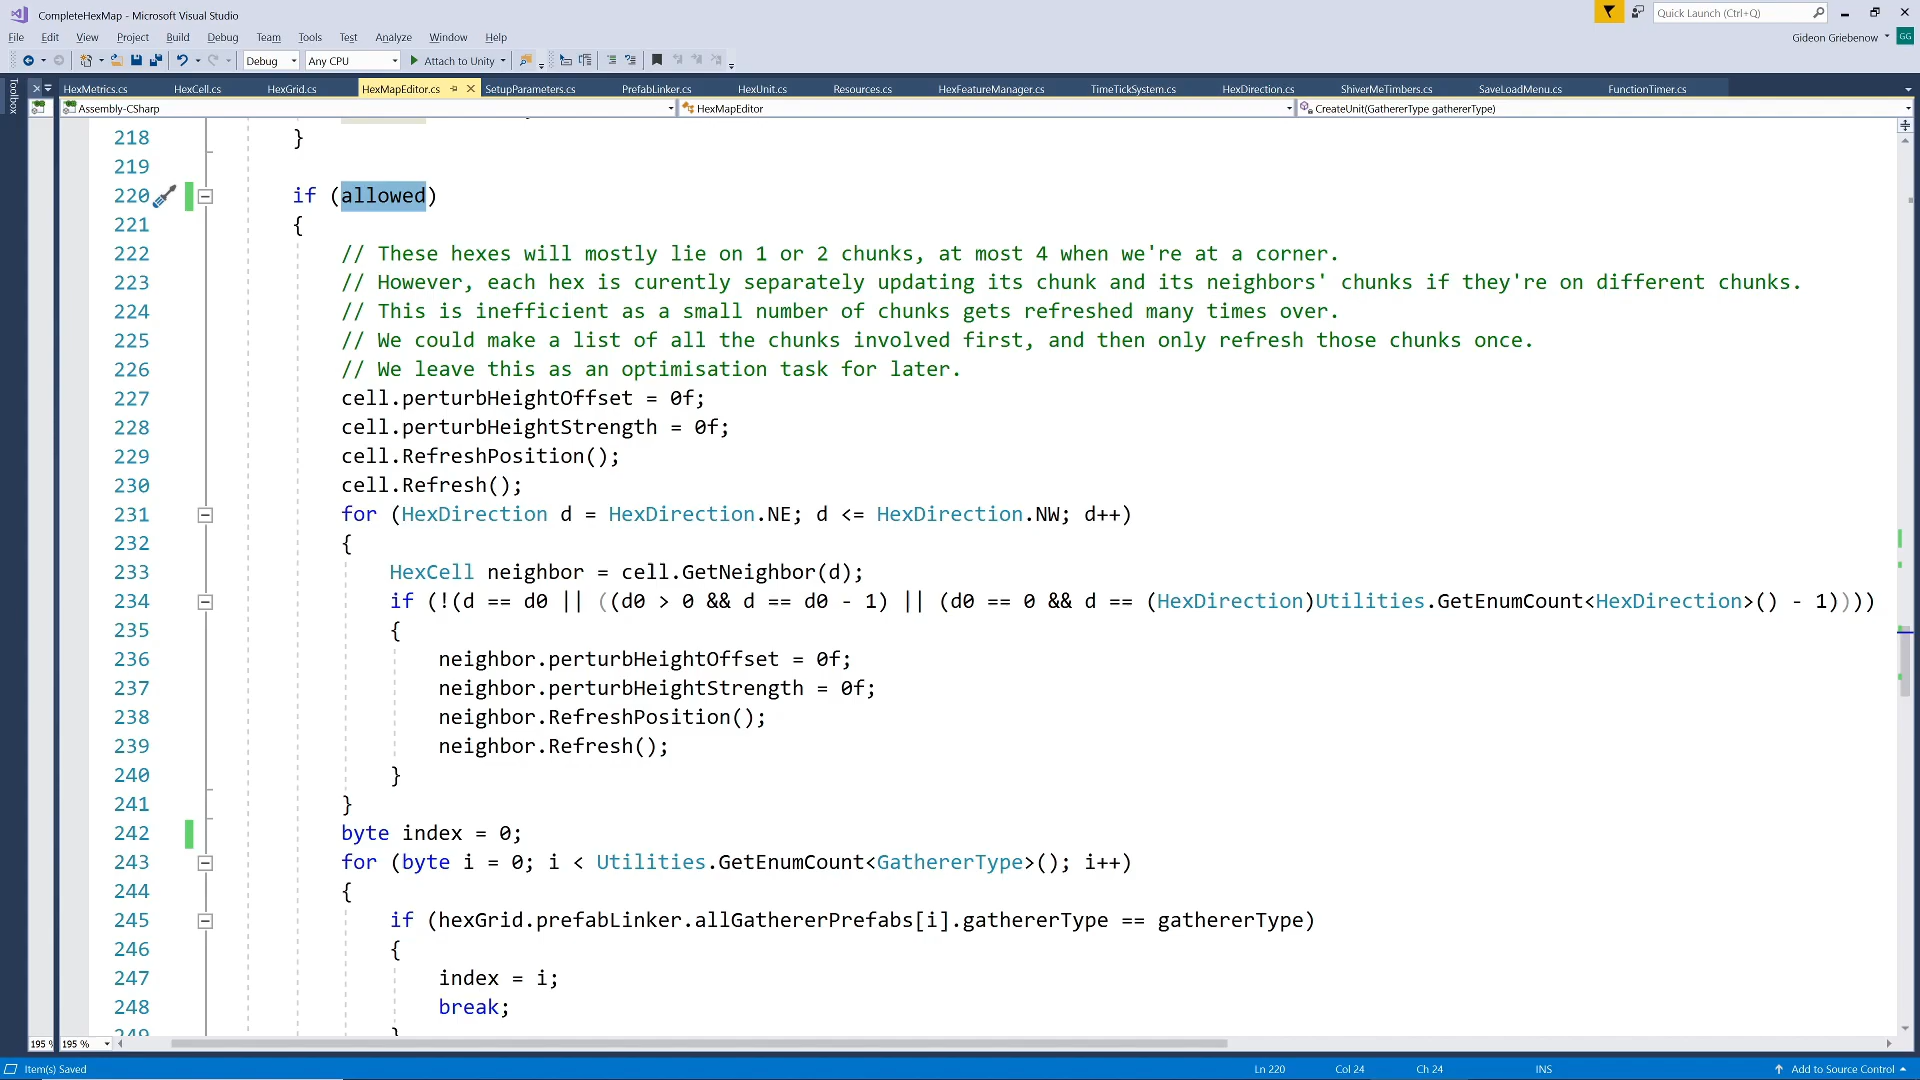 CompleteHexMap - Microsoft Visual Studio
Quick Launch (Ctrl+Q)
File Edit View Project Build Debug Team Tools Test Analyze Window Help
Gideon Griebenow
GG
Debug Any CPU Attach to Unity
Toolbox
HexMetrics.cs HexCell.cs HexGrid.cs HexMapEditor.cs SetupParameters.cs PrefabLinker.cs HexUnit.cs Resources.cs HexFeatureManager.cs TimeTickSystem.cs HexDirection.cs ShiverMeTimbers.cs SaveLoadMenu.cs FunctionTimer.cs
Assembly-CSharp HexMapEditor CreateUnit(GathererType gathererType)
218 }
219
220 if (allowed)
221 {
222 // These hexes will mostly lie on 1 or 2 chunks, at most 4 when we're at a corner.
223 // However, each hex is curently separately updating its chunk and its neighbors' chunks if they're on different chunks.
224 // This is inefficient as a small number of chunks gets refreshed many times over.
225 // We could make a list of all the chunks involved first, and then only refresh those chunks once.
226 // We leave this as an optimisation task for later.
227 cell.perturbHeightOffset = 0f;
228 cell.perturbHeightStrength = 0f;
229 cell.RefreshPosition();
230 cell.Refresh();
231 for (HexDirection d = HexDirection.NE; d <= HexDirection.NW; d++)
232 {
233 HexCell neighbor = cell.GetNeighbor(d);
234 if (!(d == d0 || ((d0 > 0 && d == d0 - 1) || (d0 == 0 && d == (HexDirection)Utilities.GetEnumCount<HexDirection>() - 1))))
235 {
236 neighbor.perturbHeightOffset = 0f;
237 neighbor.perturbHeightStrength = 0f;
238 neighbor.RefreshPosition();
239 neighbor.Refresh();
240 }
241 }
242 byte index = 0;
243 for (byte i = 0; i < Utilities.GetEnumCount<GathererType>(); i++)
244 {
245 if (hexGrid.prefabLinker.allGathererPrefabs[i].gathererType == gathererType)
246 {
247 index = i;
248 break;
249 }
195 % 195 %
Item(s) Saved Ln 220 Col 24 Ch 24 INS Add to Source Control